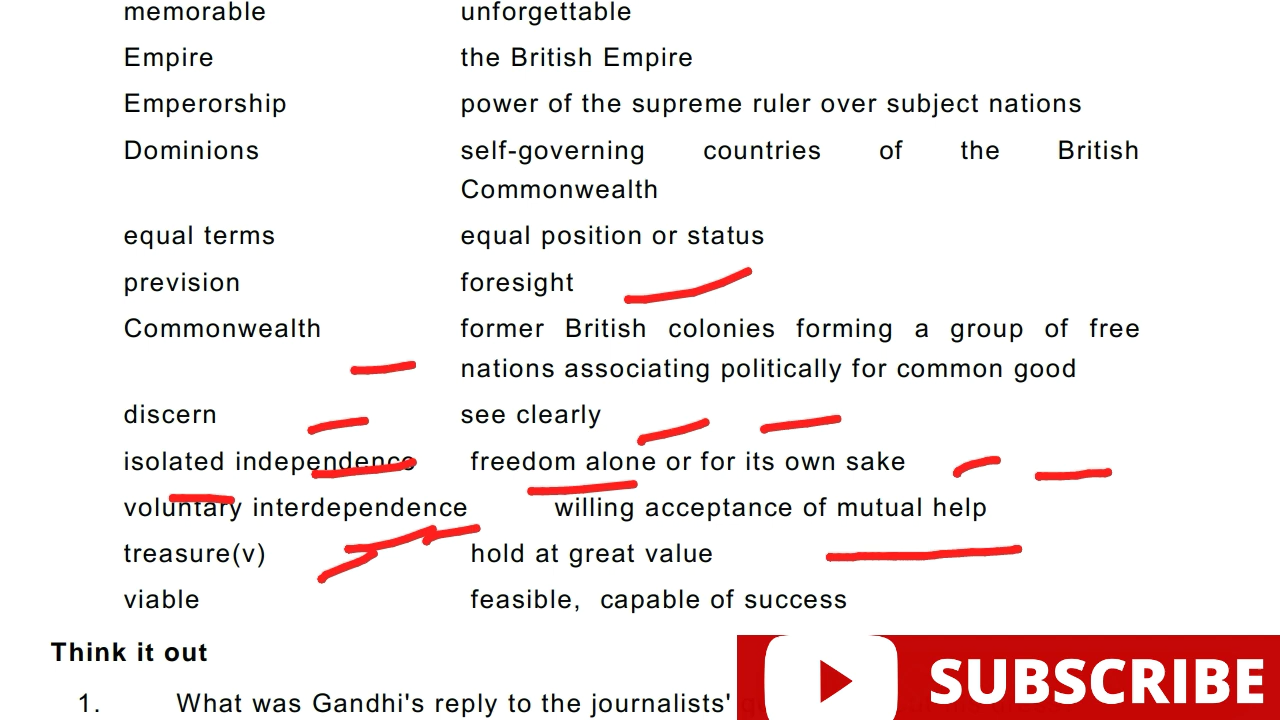 memorable unforgettable
Empire the British Empire
Emperorship power of the supreme ruler over subject nations
Dominions self-governing countries of the British
Commonwealth
equal terms equal position or status
prevision foresight
Commonwealth former British colonies forming a group of free
nations associating politically for common good
discern see clearly
isolated independence freedom alone or for its own sake
voluntary interdependence willing acceptance of mutual help
treasure(v) hold at great value
viable feasible, capable of success
Think it out
1. What was Gandhi's reply to the journalists'
SUBSCRIBE